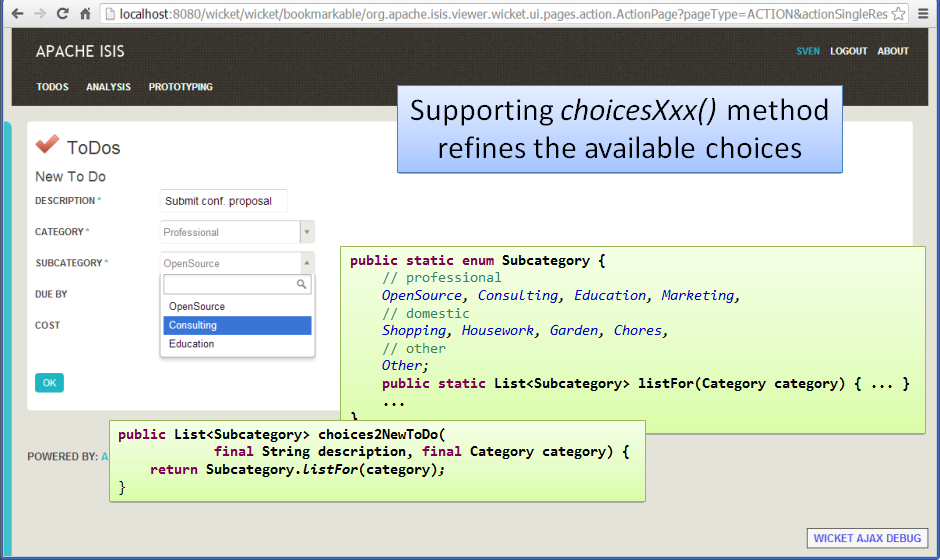 localhost:8080/wicket/wicket/bookmarkable/org.apache.isis.viewer.wicket.ui.pages.action.ActionPage?pageType=ACTION&actionSingleRes
APACHE ISIS
SVEN LOGOUT ABOUT
TODOS ANALYSIS PROTOTYPING
Supporting choicesXxx() method
refines the available choices
ToDos
New To Do
DESCRIPTION * Submit conf. proposal
CATEGORY * Professional
SUBCATEGORY * OpenSource
DUE BY
OpenSource
COST
Consulting
Education
OK
public static enum Subcategory {
// professional
OpenSource, Consulting, Education, Marketing,
// domestic
Shopping, Housework, Garden, Chores,
// other
Other;
public static List<Subcategory> listFor(Category category) { ... }
...
}
public List<Subcategory> choices2NewToDo(
final String description, final Category category) {
return Subcategory.listFor(category);
}
POWERED BY: A
WICKET AJAX DEBUG